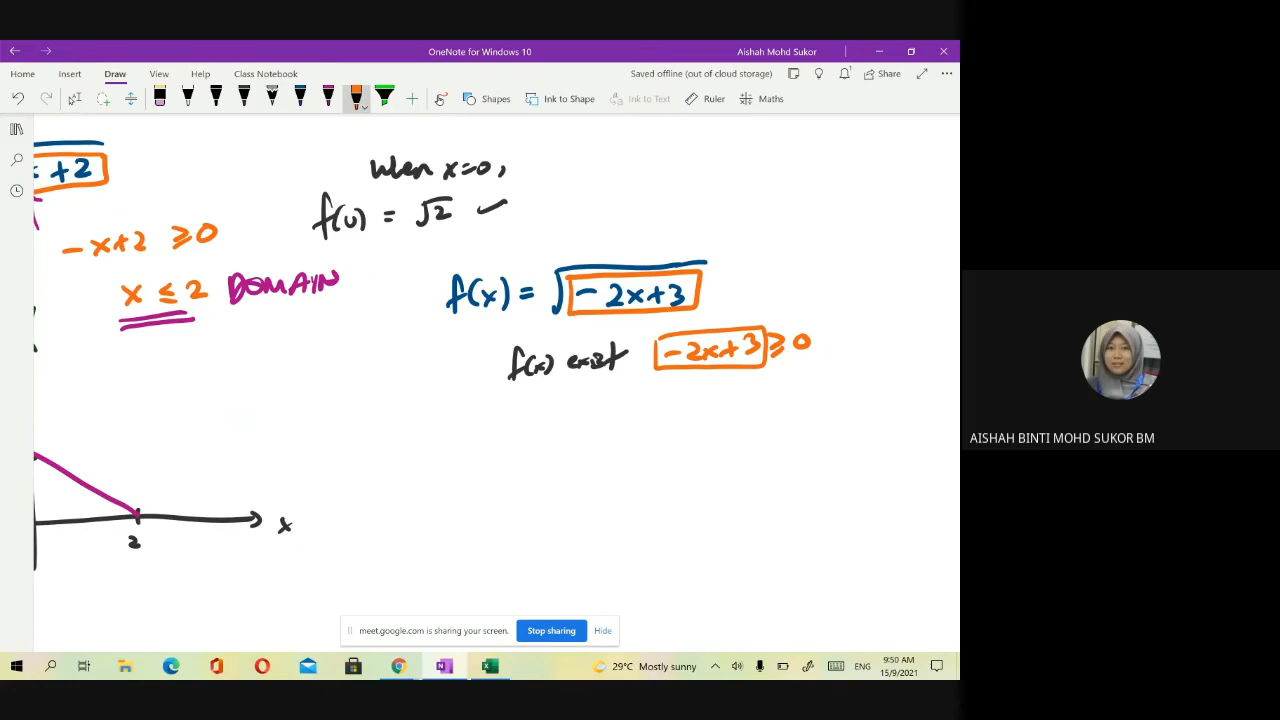 OneNote for Windows 10
Aishah Mohd Sukor
Home Insert Draw View Help Class Notebook
Saved offline (out of cloud storage)
Share
Shapes Ink to Shape Ink to Text Ruler Maths
+2
when x=0,
f(0) = √2 ✓
-x+2 ≥0
x ≤ 2 DOMAIN
f(x) = √-2x+3
f(x) exist -2x+3 ≥ 0
x
2
AISHAH BINTI MOHD SUKOR BM
meet.google.com is sharing your screen. Stop sharing Hide
29°C Mostly sunny
ENG
9:50 AM
15/9/2021